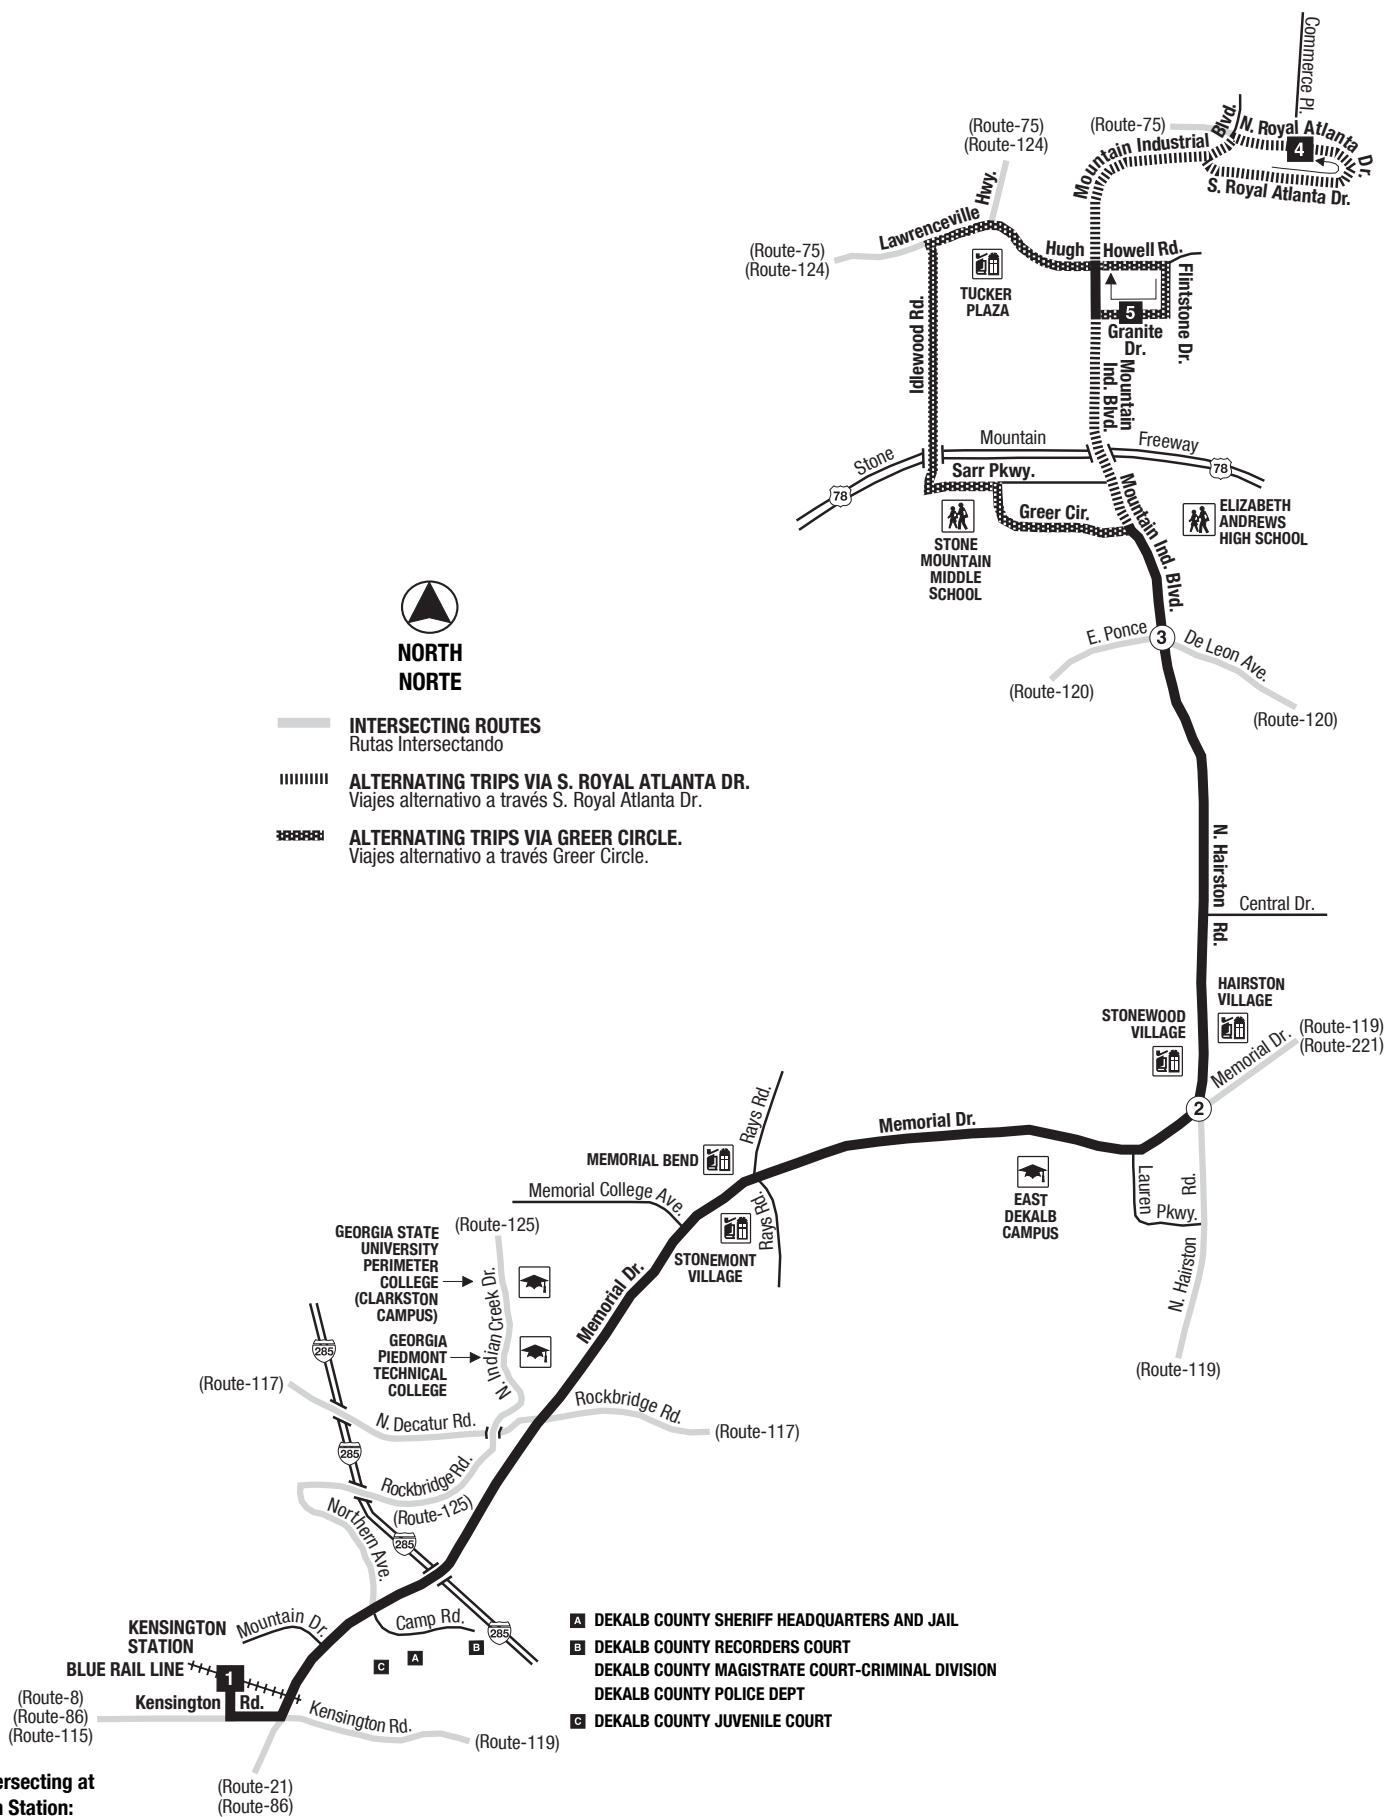 Commerce Pl.
(Route-75)
(Route-124)
(Route-75)
Mountain Industrial Blvd.
N. Royal Atlanta Dr.
4
S. Royal Atlanta Dr.
Lawrenceville Hwy.
(Route-75)
(Route-124)
Hugh Howell Rd.
TUCKER
PLAZA
Idlewood Rd.
5
Granite
Dr.
Flintstone Dr.
Mountain
Ind. Blvd.
Stone Mountain Freeway
78
78
Sarr Pkwy.
Greer Cir.
Mountain Ind. Blvd.
STONE
MOUNTAIN
MIDDLE
SCHOOL
ELIZABETH
ANDREWS
HIGH SCHOOL
NORTH
NORTE
E. Ponce De Leon Ave.
3
(Route-120)
(Route-120)
INTERSECTING ROUTES
Rutas Intersectando
ALTERNATING TRIPS VIA S. ROYAL ATLANTA DR.
Viajes alternativo a través S. Royal Atlanta Dr.
ALTERNATING TRIPS VIA GREER CIRCLE.
Viajes alternativo a través Greer Circle.
N. Hairston Rd.
Central Dr.
HAIRSTON
VILLAGE
STONEWOOD
VILLAGE
Memorial Dr.
(Route-119)
(Route-221)
2
Memorial Dr.
Rays Rd.
MEMORIAL BEND
Memorial College Ave.
Rays Rd.
STONEMONT
VILLAGE
EAST
DEKALB
CAMPUS
Lauren
Pkwy.
N. Hairston Rd.
(Route-119)
GEORGIA STATE
UNIVERSITY
PERIMETER
COLLEGE
(CLARKSTON
CAMPUS)
(Route-125)
N. Indian Creek Dr.
Memorial Dr.
GEORGIA
PIEDMONT
TECHNICAL
COLLEGE
285
(Route-117)
N. Decatur Rd.
Rockbridge Rd.
(Route-117)
285
Rockbridge Rd.
(Route-125)
Northern Ave.
285
Mountain Dr.
Camp Rd.
285
KENSINGTON
STATION
BLUE RAIL LINE
1
C
A
B
A DEKALB COUNTY SHERIFF HEADQUARTERS AND JAIL
B DEKALB COUNTY RECORDERS COURT
DEKALB COUNTY MAGISTRATE COURT-CRIMINAL DIVISION
DEKALB COUNTY POLICE DEPT
C DEKALB COUNTY JUVENILE COURT
(Route-8)
(Route-86)
(Route-115)
Kensington Rd.
Kensington Rd.
(Route-119)
(Route-21)
(Route-86)
ersecting at
n Station: